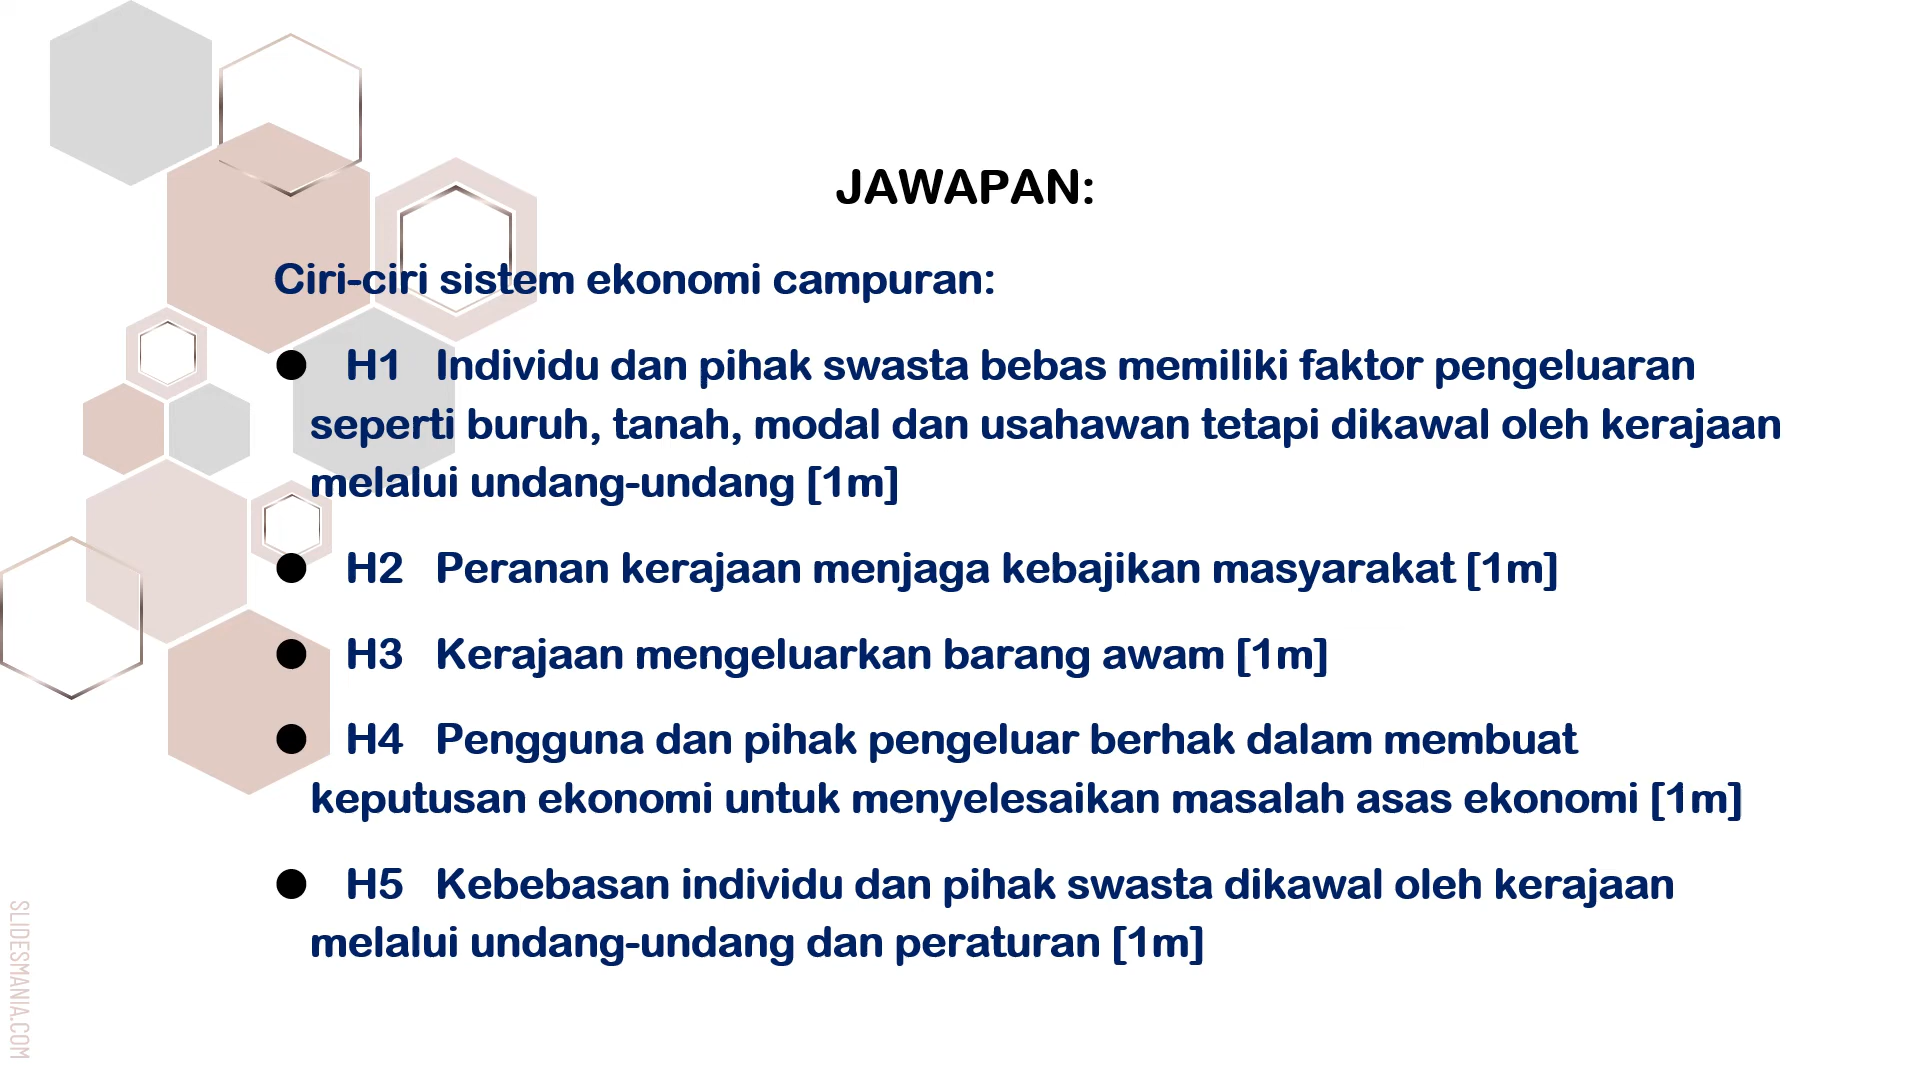 JAWAPAN:
Ciri-ciri sistem ekonomi campuran:
● H1 Individu dan pihak swasta bebas memiliki faktor pengeluaran
seperti buruh, tanah, modal dan usahawan tetapi dikawal oleh kerajaan
melalui undang-undang [1m]
● H2 Peranan kerajaan menjaga kebajikan masyarakat [1m]
● H3 Kerajaan mengeluarkan barang awam [1m]
● H4 Pengguna dan pihak pengeluar berhak dalam membuat
keputusan ekonomi untuk menyelesaikan masalah asas ekonomi [1m]
● H5 Kebebasan individu dan pihak swasta dikawal oleh kerajaan
melalui undang-undang dan peraturan [1m]
SLIDESMANIA.COM